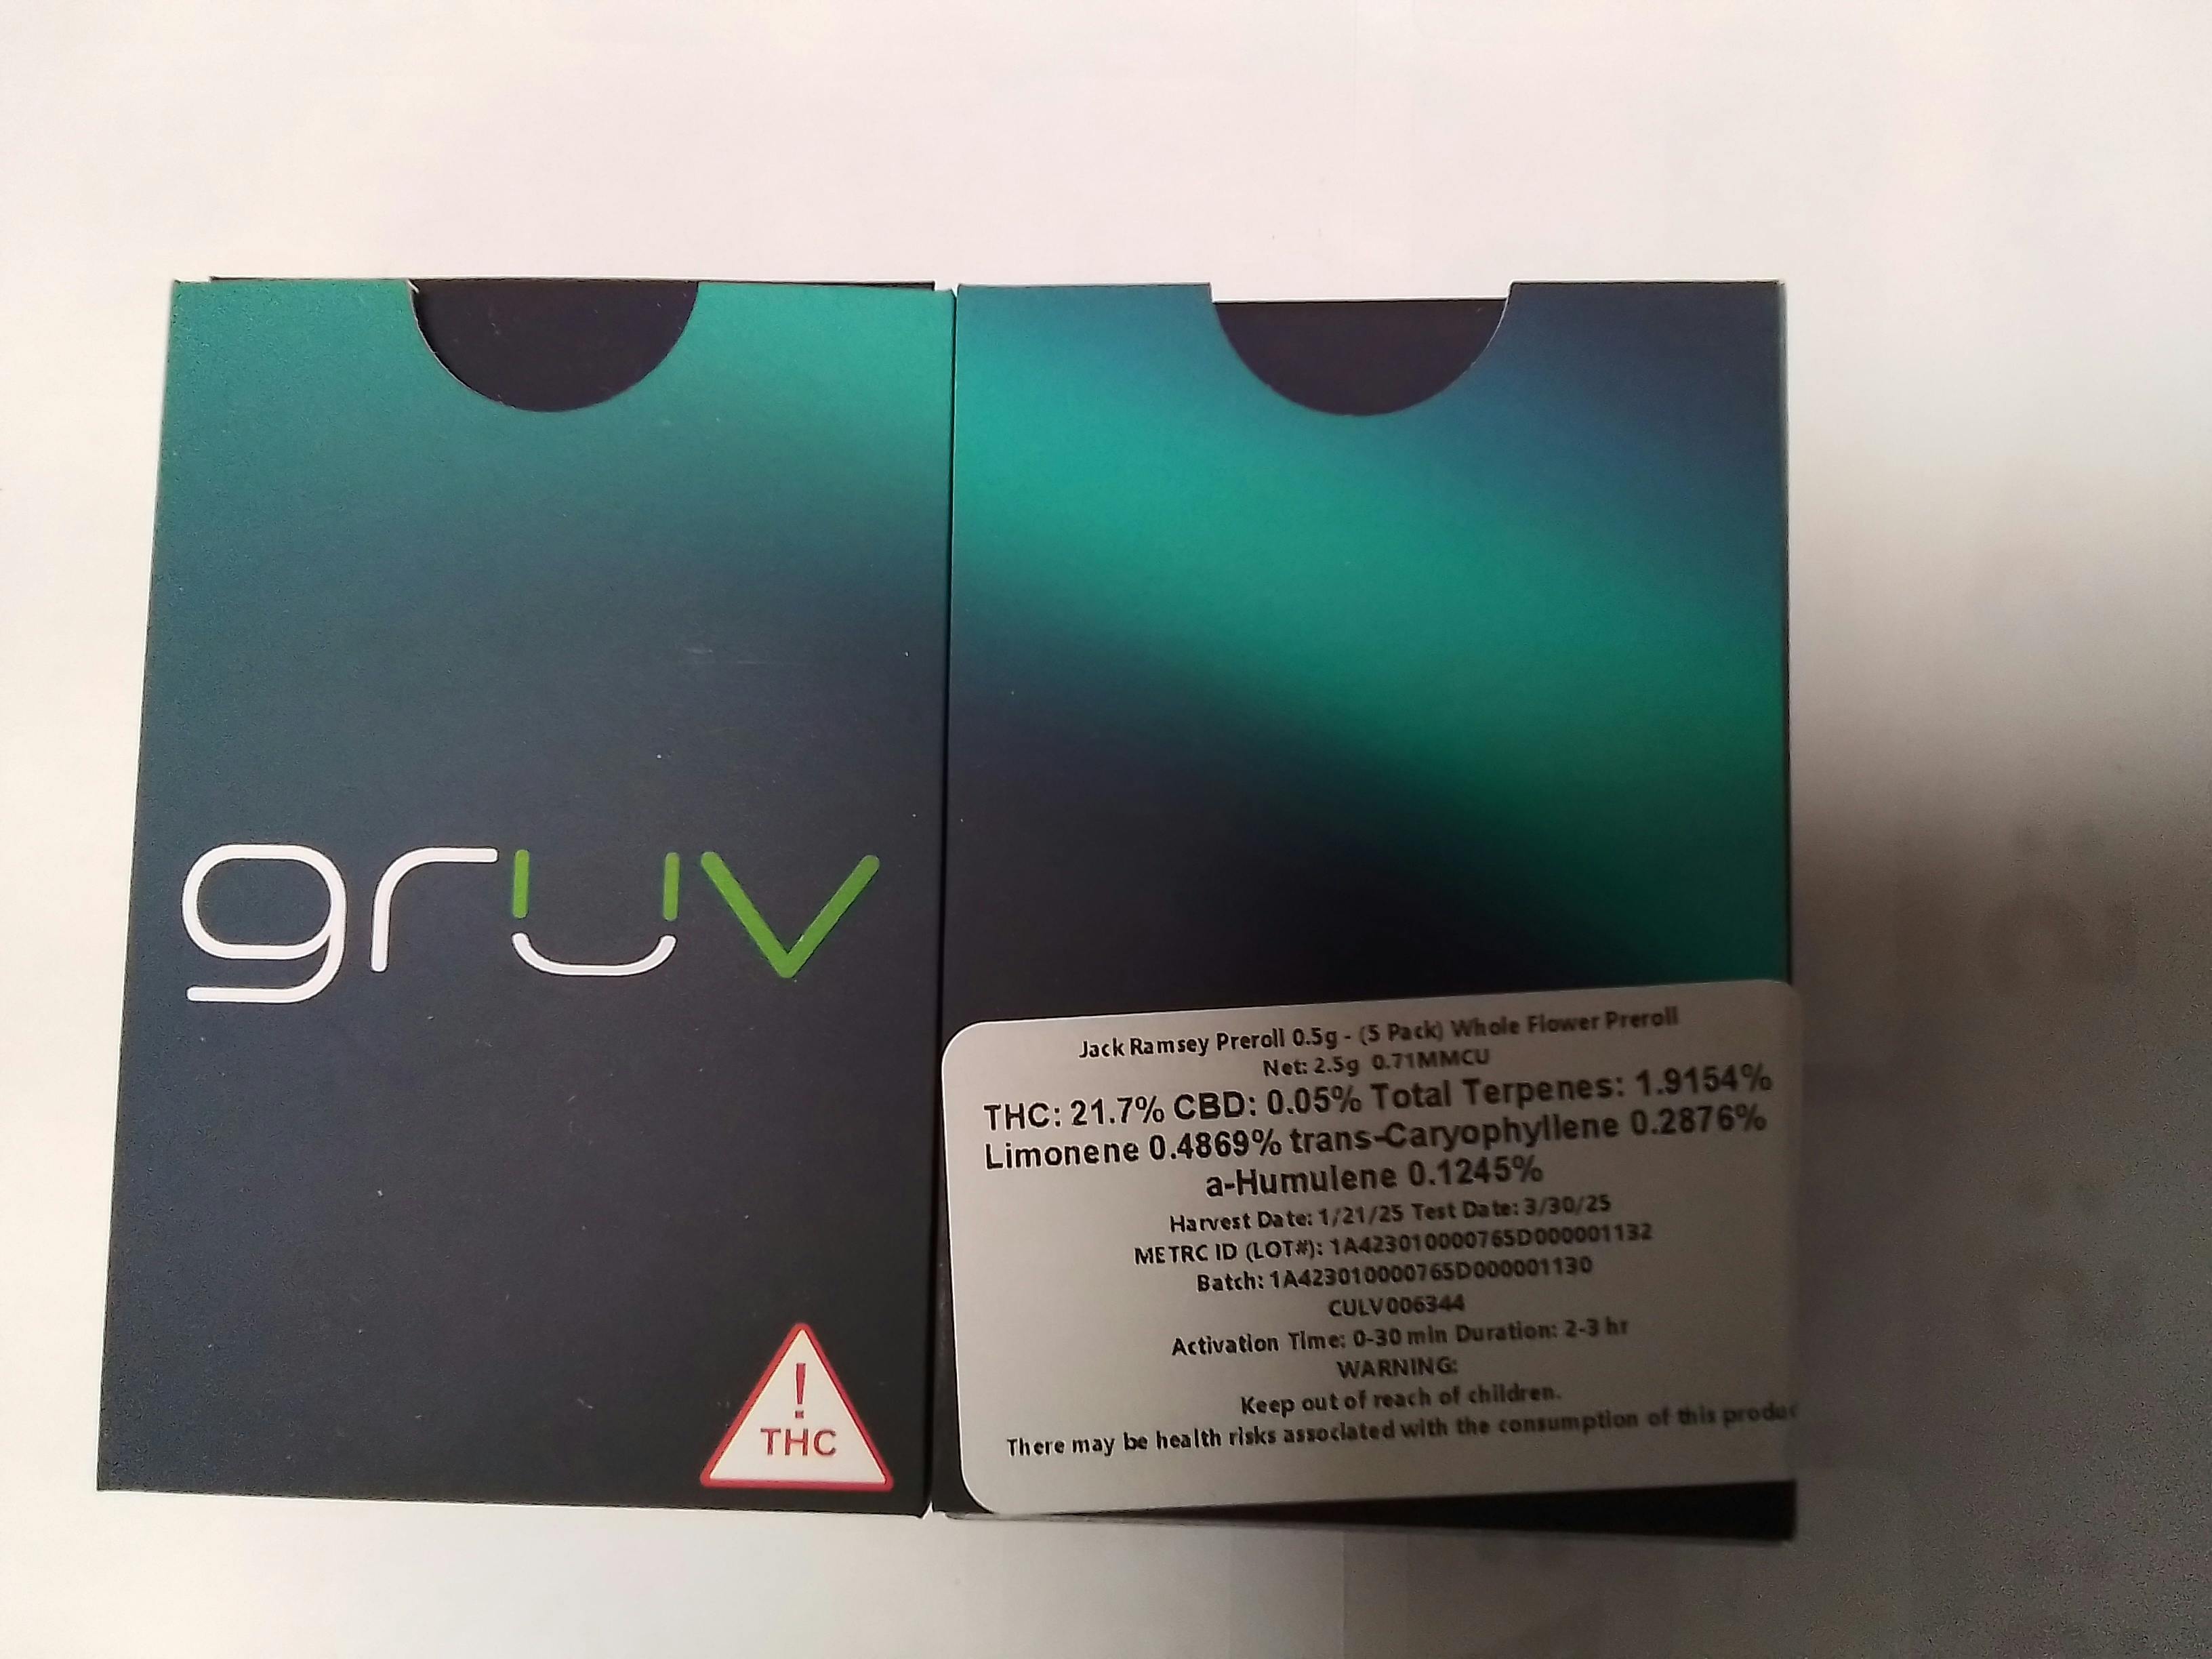 gruv
!
THC
Jack Ramsey Preroll 0.5g - (5 Pack) Whole Flower Preroll
Net: 2.5g 0.71MMCU
THC: 21.7% CBD: 0.05% Total Terpenes: 1.9154%
Limonene 0.4869% trans-Caryophyllene 0.2876%
a-Humulene 0.1245%
Harvest Date: 1/21/25 Test Date: 3/30/25
METRC ID (LOT#): 1A423010000765D000001132
Batch: 1A423010000765D000001130
CULV006344
Activation Time: 0-30 min Duration: 2-3 hr
WARNING:
Keep out of reach of children.
There may be health risks associated with the consumption of this produc